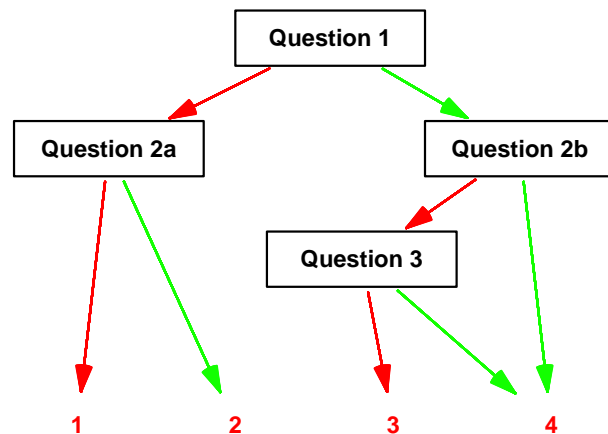 Question 1
Question 2a
Question 2b
Question 3
1
2
3
4